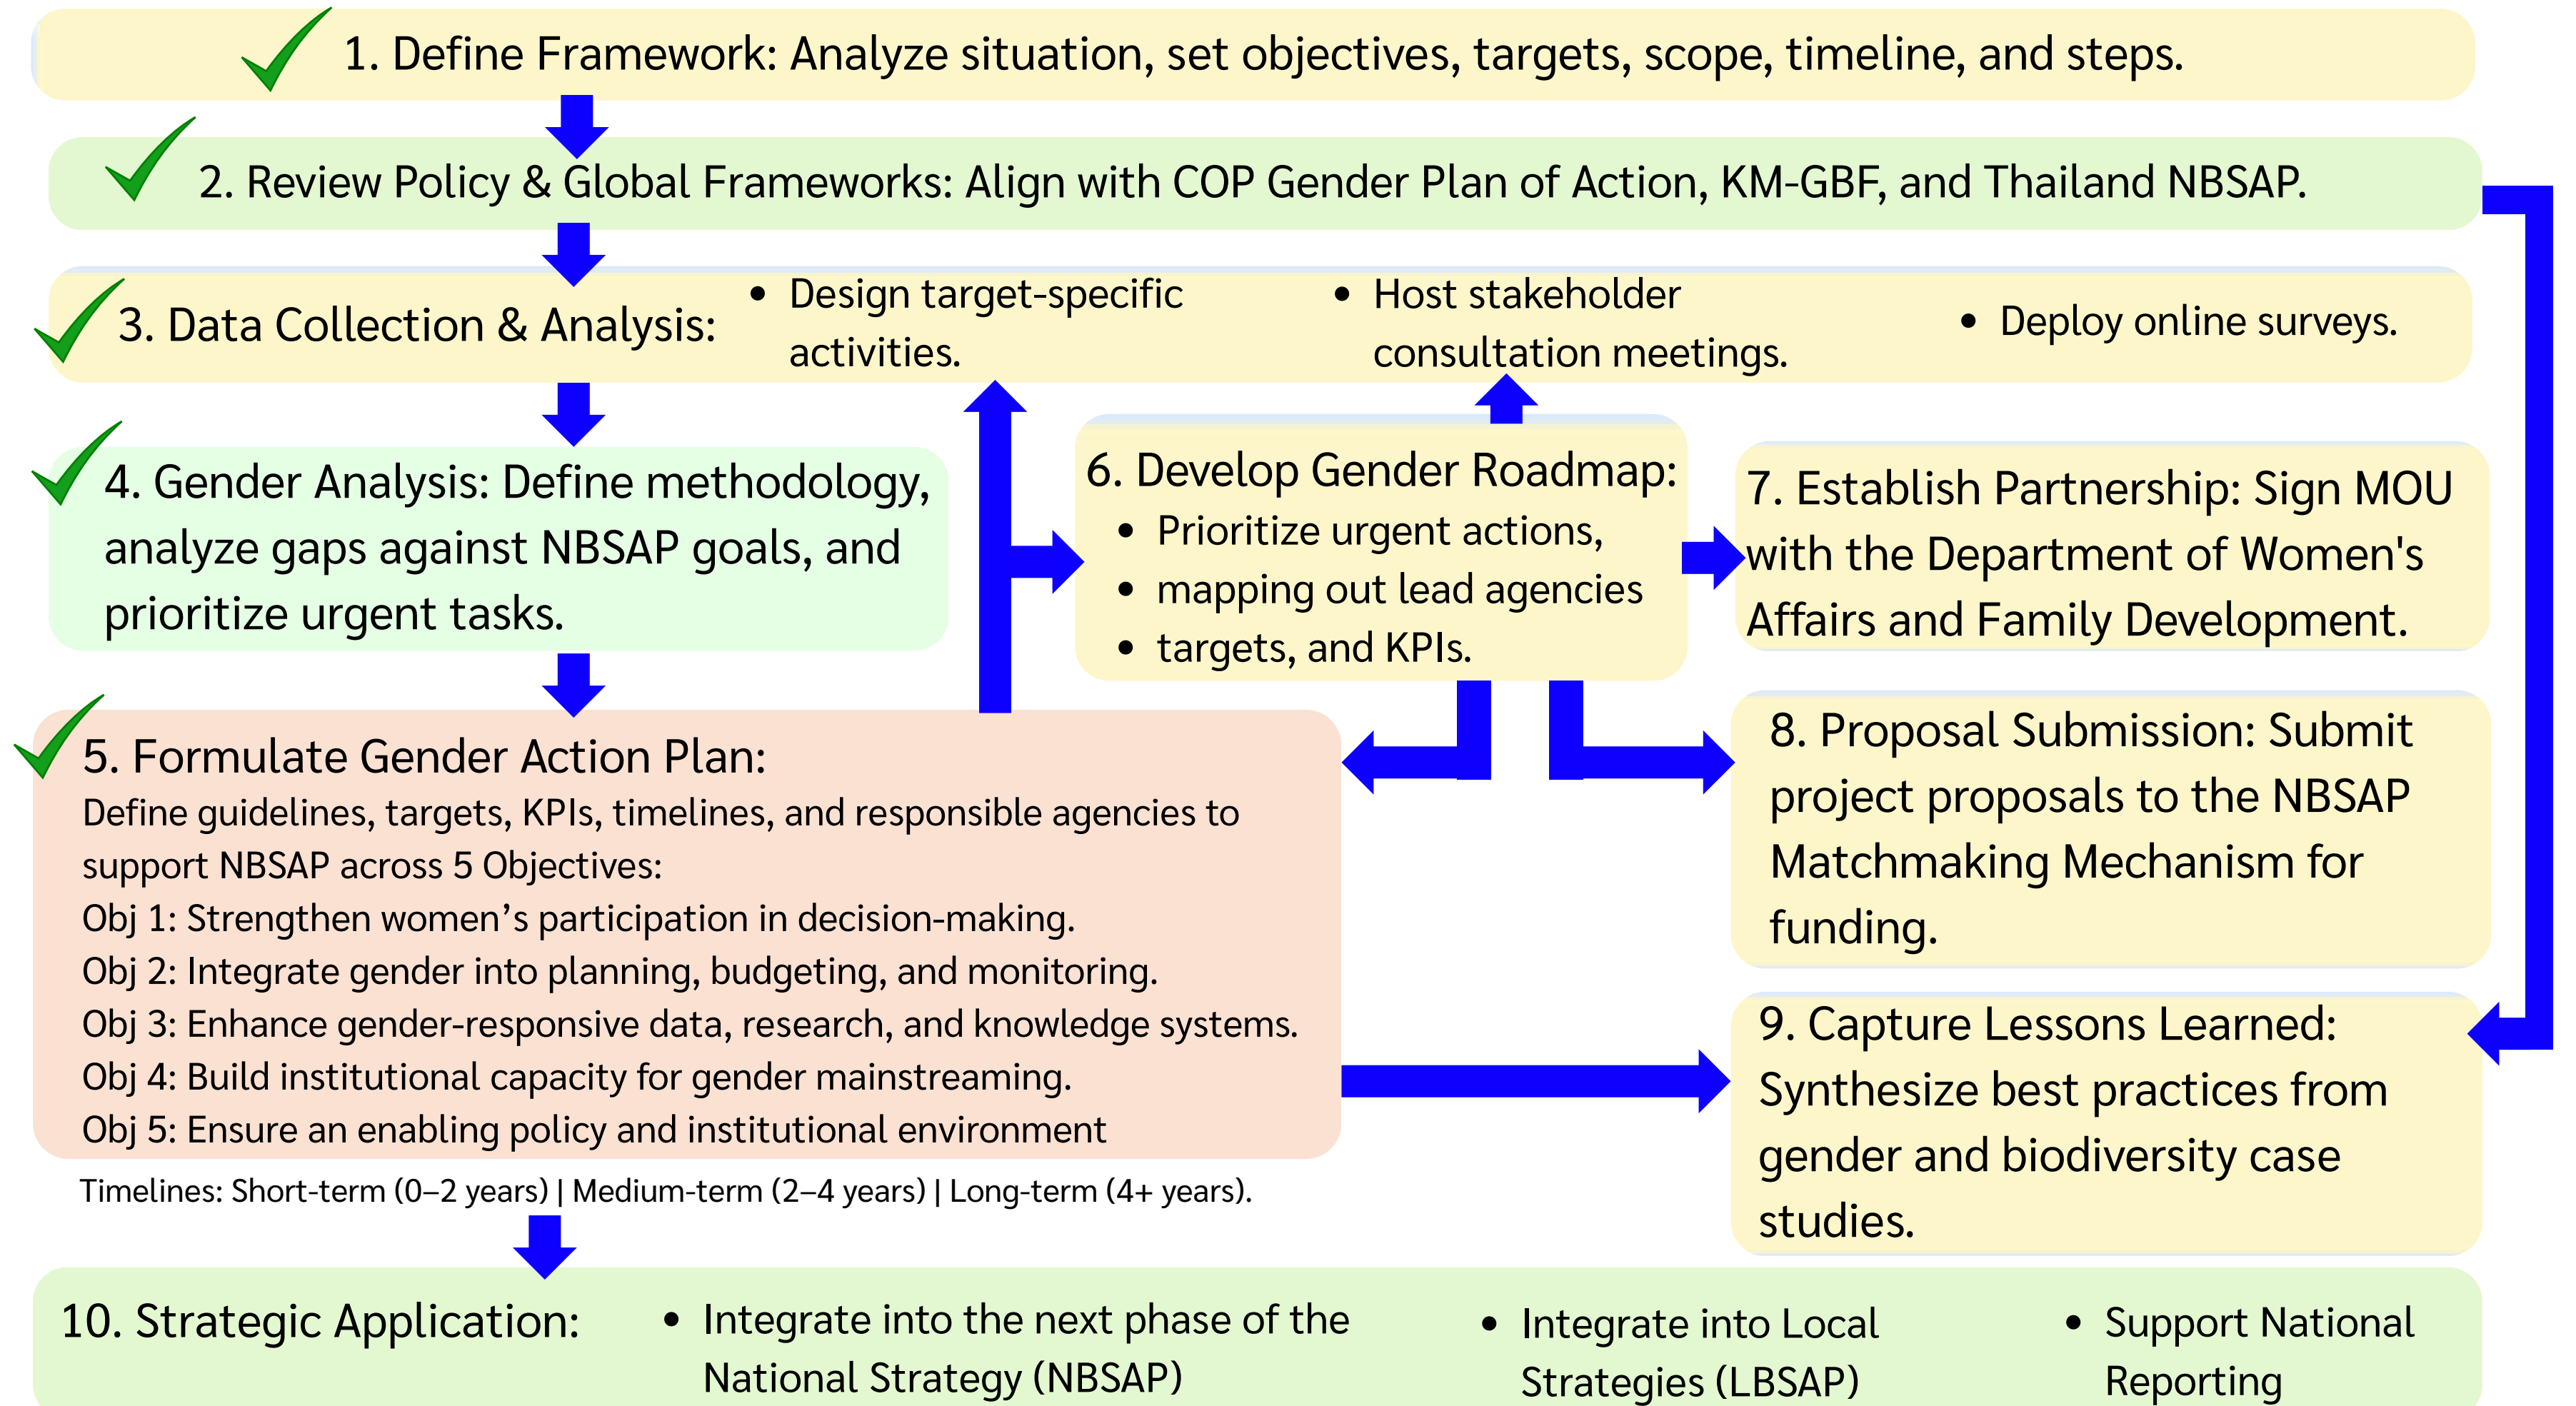 1. Define Framework: Analyze situation, set objectives, targets, scope, timeline, and steps.
2. Review Policy & Global Frameworks: Align with COP Gender Plan of Action, KM-GBF, and Thailand NBSAP.
3. Data Collection & Analysis:
• Design target-specific
activities.
• Host stakeholder
consultation meetings.
• Deploy online surveys.
4. Gender Analysis: Define methodology,
analyze gaps against NBSAP goals, and
prioritize urgent tasks.
5. Formulate Gender Action Plan:
Define guidelines, targets, KPIs, timelines, and responsible agencies to
support NBSAP across 5 Objectives:
Obj 1: Strengthen women’s participation in decision-making.
Obj 2: Integrate gender into planning, budgeting, and monitoring.
Obj 3: Enhance gender-responsive data, research, and knowledge systems.
Obj 4: Build institutional capacity for gender mainstreaming.
Obj 5: Ensure an enabling policy and institutional environment
Timelines: Short-term (0–2 years) | Medium-term (2–4 years) | Long-term (4+ years).
6. Develop Gender Roadmap:
• Prioritize urgent actions,
• mapping out lead agencies
• targets, and KPIs.
7. Establish Partnership: Sign MOU
with the Department of Women's
Affairs and Family Development.
8. Proposal Submission: Submit
project proposals to the NBSAP
Matchmaking Mechanism for
funding.
9. Capture Lessons Learned:
Synthesize best practices from
gender and biodiversity case
studies.
10. Strategic Application:
• Integrate into the next phase of the
National Strategy (NBSAP)
• Integrate into Local
Strategies (LBSAP)
• Support National
Reporting